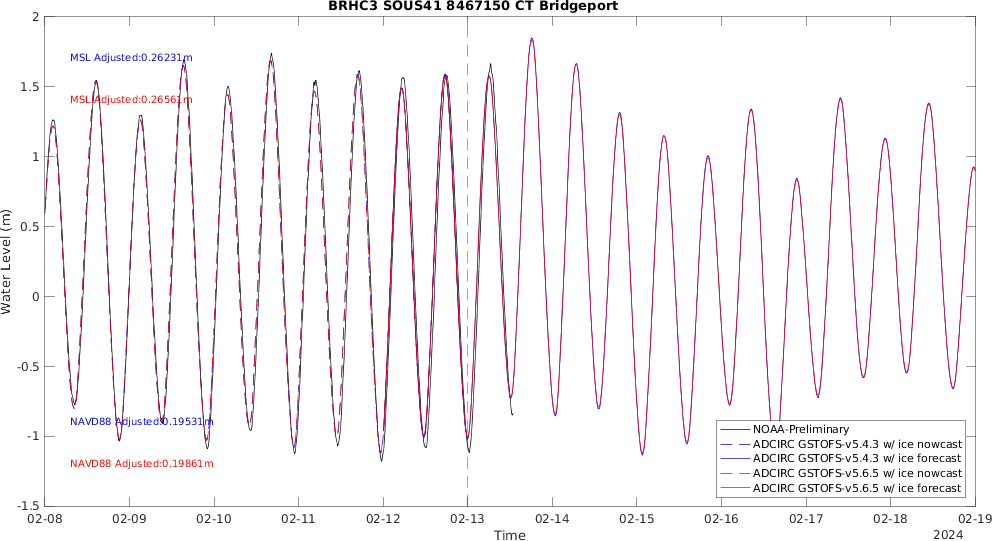 BRHC3 SOUS41 8467150 CT Bridgeport
2
1.5
1
0.5
0
-0.5
-1
-1.5
Water Level (m)
MSL Adjusted:0.26231m
MSL Adjusted:0.26561m
NAVD88 Adjusted:0.19531m
NAVD88 Adjusted:0.19861m
NOAA-Preliminary
ADCIRC GSTOFS-v5.4.3 w/ ice nowcast
ADCIRC GSTOFS-v5.4.3 w/ ice forecast
ADCIRC GSTOFS-v5.6.5 w/ ice nowcast
ADCIRC GSTOFS-v5.6.5 w/ ice forecast
02-08 02-09 02-10 02-11 02-12 02-13 02-14 02-15 02-16 02-17 02-18 02-19
Time
2024